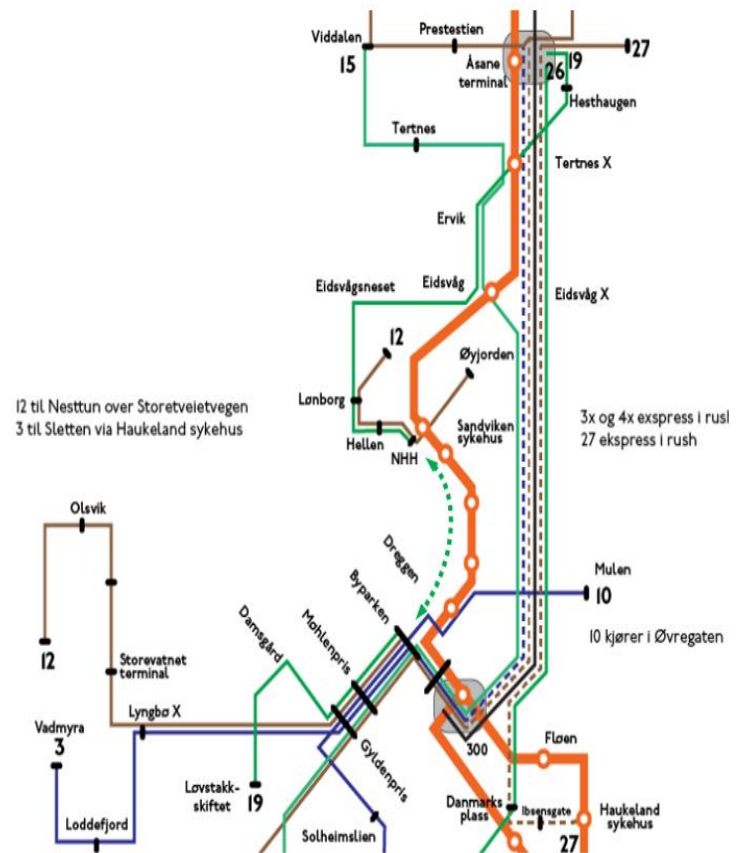 Viddalen
15
Prestestien
Åsane
terminal
26
19
27
Hesthaugen
Tertnes
Tertnes X
Ervik
Eidsvågsneset
Eidsvåg
Eidsvåg X
12
Øyjorden
Lønborg
Hellen
NHH
Sandviken
sykehus
12 til Nesttun over Storetveietvegen
3 til Sletten via Haukeland sykehus
3x og 4x exspress i rush
27 ekspress i rush
Olsvik
Dreggen
Byparken
Mulen
10
10 kjører i Øvregaten
Damsgård
Møhlenpris
12
Storevatnet
terminal
Vadmyra
3
Lyngbø X
Gyldenpris
300
Fløen
Løvstakk-
skiftet
19
Loddefjord
Solheimslien
Danmarks
plass
Ibsensgate
Haukeland
sykehus
27